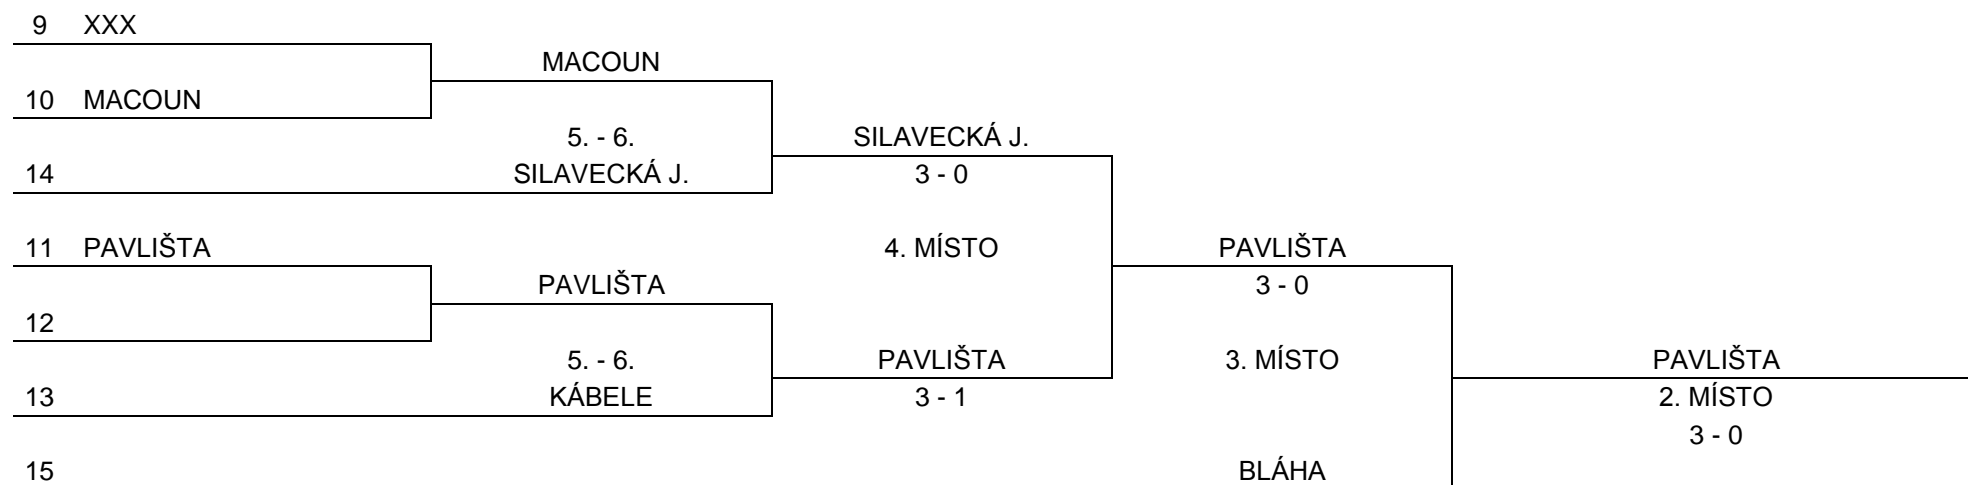 9 XXX
MACOUN
10 MACOUN
5. - 6. SILAVECKÁ J.
14 SILAVECKÁ J. 3 - 0
11 PAVLIŠTA 4. MÍSTO PAVLIŠTA
PAVLIŠTA 3 - 0
12
5. - 6. PAVLIŠTA 3. MÍSTO PAVLIŠTA
13 KÁBELE 3 - 1 2. MÍSTO
3 - 0
15 BLÁHA